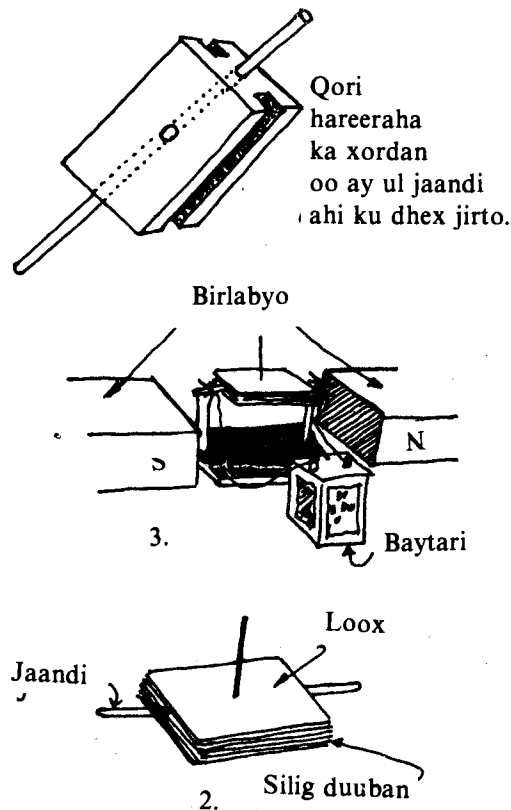 Qori
hareeraha
ka xordan
oo ay ul jaandi
ahi ku dhex jirto.
Birlabyo
S
N
3.
Baytari
Loox
Jaandi
Silig duuban
2.